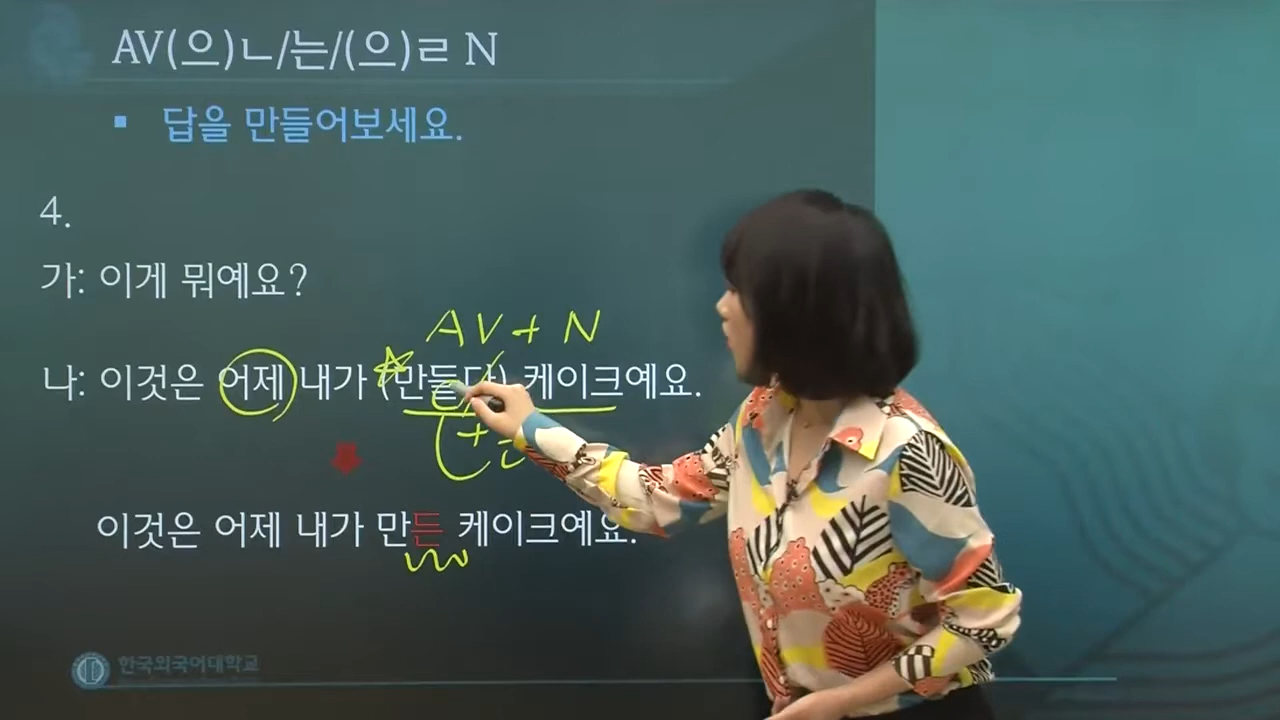 AV(으)ㄴ/는/(으)ㄹ N
▪ 답을 만들어보세요.
4.
가: 이게 뭐예요?
AV + N
나: 이것은 어제 내가 (만들다) 케이크예요.
+ ㄴ
이것은 어제 내가 만든 케이크예요.
한국외국어대학교